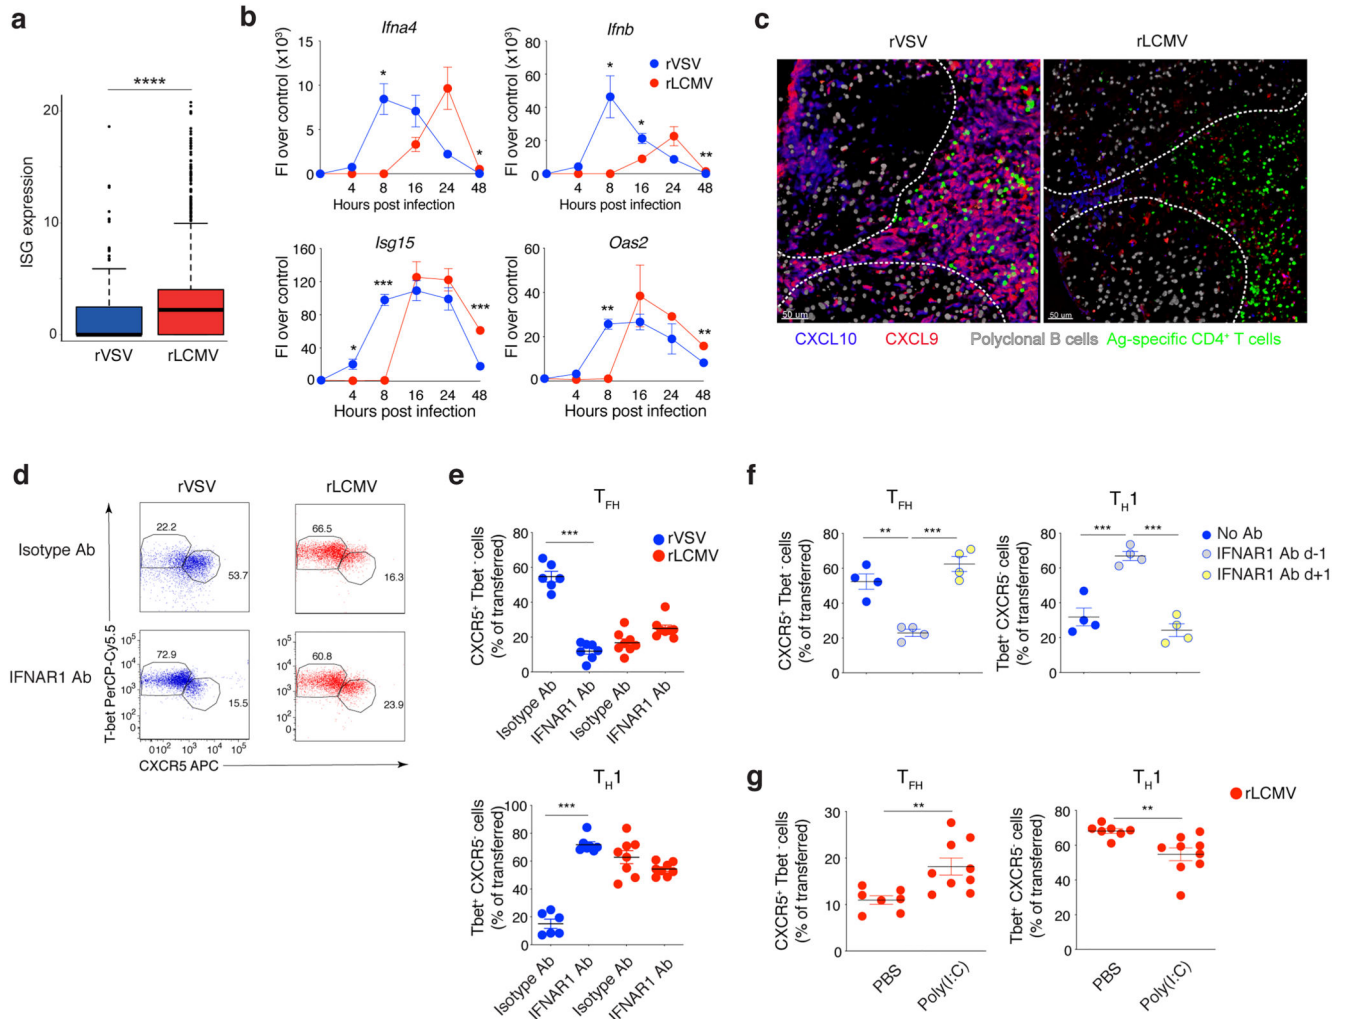 a
ISG expression
****
20
10
0
rVSV
rLCMV
b
Ifna4
FI over control (x10³)
15
10
5
0
*
*
4 8 16 24 48
Hours post infection
Ifnb
FI over control (x10³)
80
60
40
20
0
*
*
**
4 8 16 24 48
Hours post infection
rVSV
rLCMV
Isg15
FI over control
160
120
80
40
0
*
***
***
4 8 16 24 48
Hours post infection
Oas2
FI over control
60
40
20
0
**
**
4 8 16 24 48
Hours post infection
c
rVSV
rLCMV
50 um
50 um
CXCL10 CXCL9 Polyclonal B cells Ag-specific CD4⁺ T cells
d
rVSV
rLCMV
Isotype Ab
22.2
53.7
66.5
16.3
IFNAR1 Ab
72.9
15.5
60.8
23.9
T-bet PerCP-Cy5.5
10⁵
10⁴
10³
10²
0
10⁵
10⁴
10³
10²
0
0 10² 10³ 10⁴ 10⁵
CXCR5 APC
e
TFH
CXCR5⁺ Tbet⁻ cells
(% of transferred)
80
60
40
20
0
***
rVSV
rLCMV
Isotype Ab
IFNAR1 Ab
Isotype Ab
IFNAR1 Ab
TH1
Tbet⁺ CXCR5⁻ cells
(% of transferred)
100
80
60
40
20
0
***
Isotype Ab
IFNAR1 Ab
Isotype Ab
IFNAR1 Ab
f
TFH
CXCR5⁺ Tbet⁻ cells
(% of transferred)
80
60
40
20
0
** ***
TH1
Tbet⁺ CXCR5⁻ cells
(% of transferred)
80
60
40
20
0
*** ***
No Ab
IFNAR1 Ab d-1
IFNAR1 Ab d+1
g
TFH
CXCR5⁺ Tbet⁻ cells
(% of transferred)
30
20
10
0
**
PBS
Poly(I:C)
TH1
Tbet⁺ CXCR5⁻ cells
(% of transferred)
80
60
40
20
0
**
PBS
Poly(I:C)
rLCMV